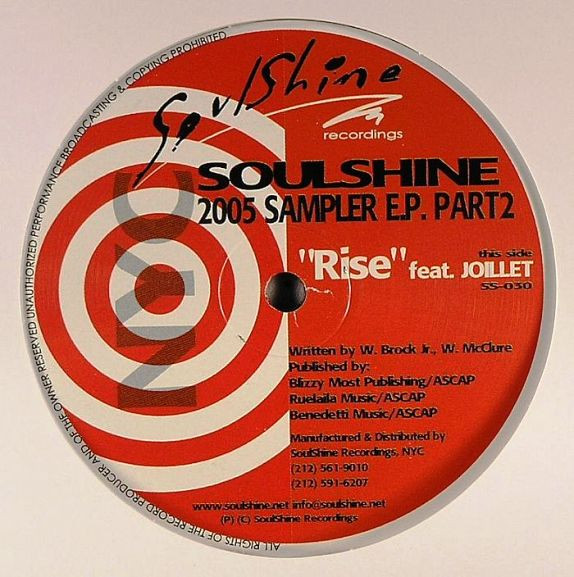 SoulShine
recordings
SOULSHINE
2005 SAMPLER E.P. PART2
this side
"Rise" feat. JOILLET
SS-030
NYC
Written by W. Brock Jr., W. McClure
Published by:
Blizzy Most Publishing/ASCAP
Ruelaila Music/ASCAP
Benedetti Music/ASCAP
Manufactured & Distributed by
SoulShine Recordings, NYC
(212) 561-9010
(212) 591-6207
www.soulshine.net info@soulshine.net
(P) (C) SoulShine Recordings
ALL RIGHTS OF THE RECORD PRODUCER AND OF THE OWNER RESERVED UNAUTHORIZED PERFORMANCE BROADCASTING & COPYING PROHIBITED